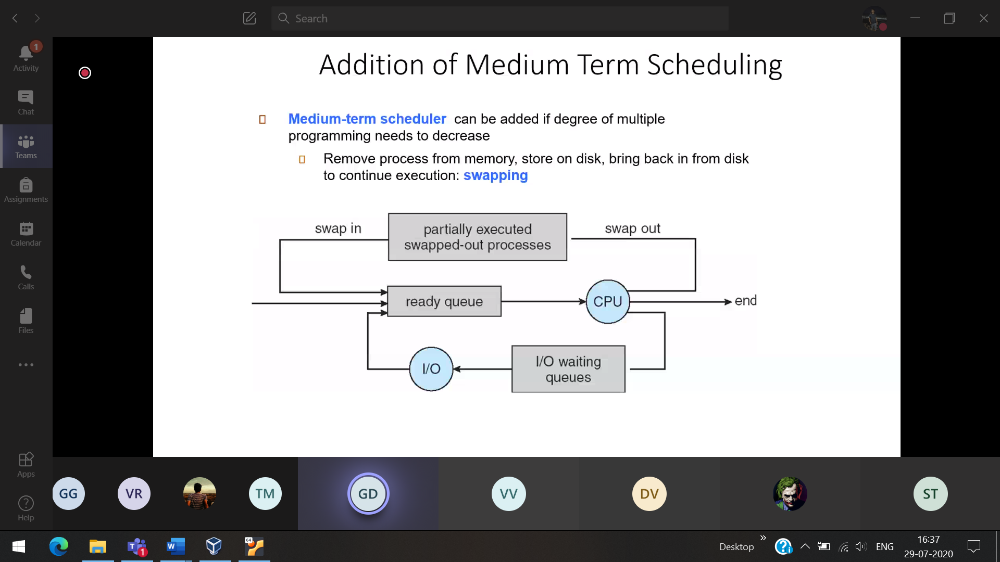 Search
1
Activity
Chat
Teams
Assignments
Calendar
Calls
Files
Apps
Help
Addition of Medium Term Scheduling
Medium-term scheduler can be added if degree of multiple
programming needs to decrease
Remove process from memory, store on disk, bring back in from disk
to continue execution: swapping
swap in
partially executed
swapped-out processes
swap out
ready queue
CPU
end
I/O
I/O waiting
queues
GG
VR
TM
GD
VV
DV
ST
T
1
W
64
Desktop
ENG
16:37
29-07-2020